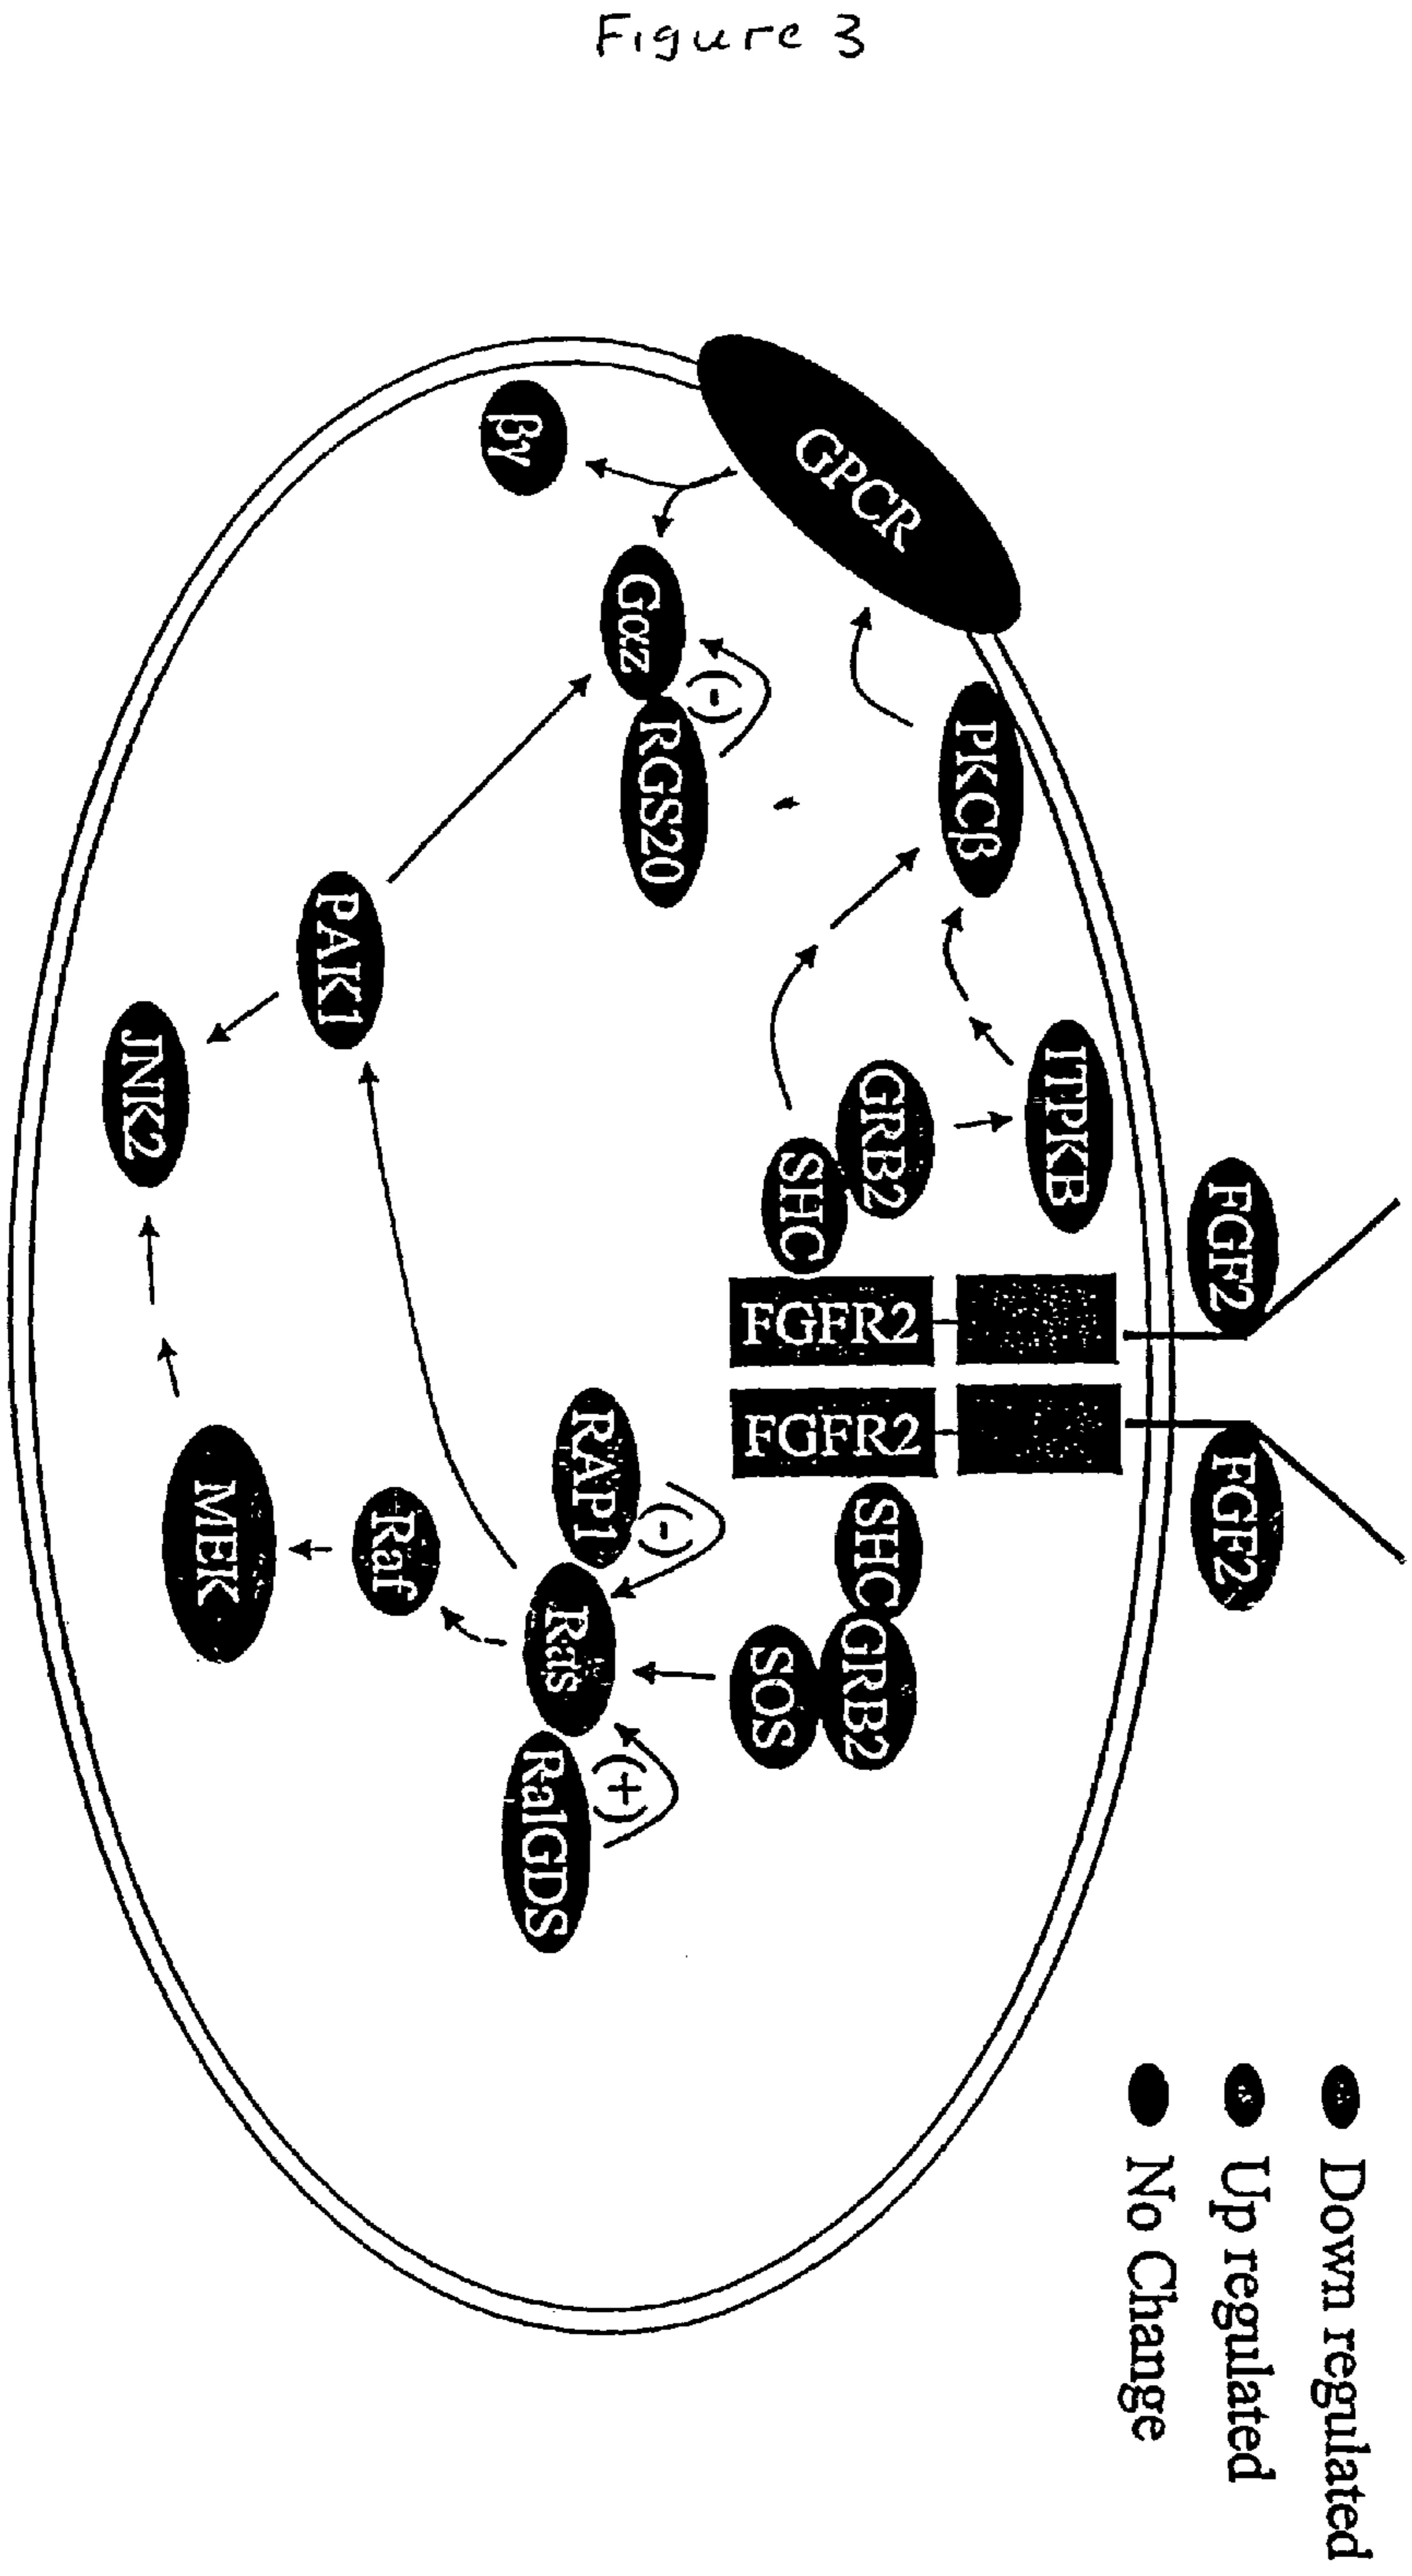 Figure 3
Down regulated
Up regulated
No Change
FGF2
FGF2
ITPKB
PKCβ
GPCR
GRB2
SHC
FGFR2
FGFR2
SHC
GRB2
SOS
(-)
RGS20
Gαz
βγ
RAP1
(-)
Ras
(+)
RalGDS
Raf
PAK1
MEK
JNK2